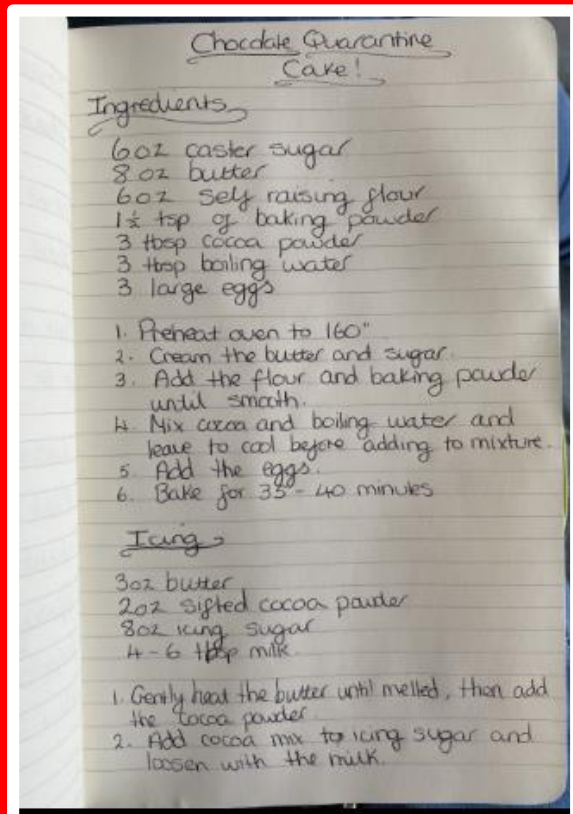 Chocolate Quarantine
Cake!
Ingredients
6oz caster sugar
8oz butter
6oz self raising flour
1½ tsp of baking powder
3 tbsp cocoa powder
3 tbsp boiling water
3 large eggs
1. Preheat oven to 160°
2. Cream the butter and sugar.
3. Add the flour and baking powder
until smooth.
4. Mix cocoa and boiling water and
leave to cool before adding to mixture.
5. Add the eggs.
6. Bake for 35 - 40 minutes
Icing
3oz butter
2oz sifted cocoa powder
8oz icing sugar
4-6 tbsp milk.
1. Gently heat the butter until melted, then add
the cocoa powder.
2. Add cocoa mix to icing sugar and
loosen with the milk.